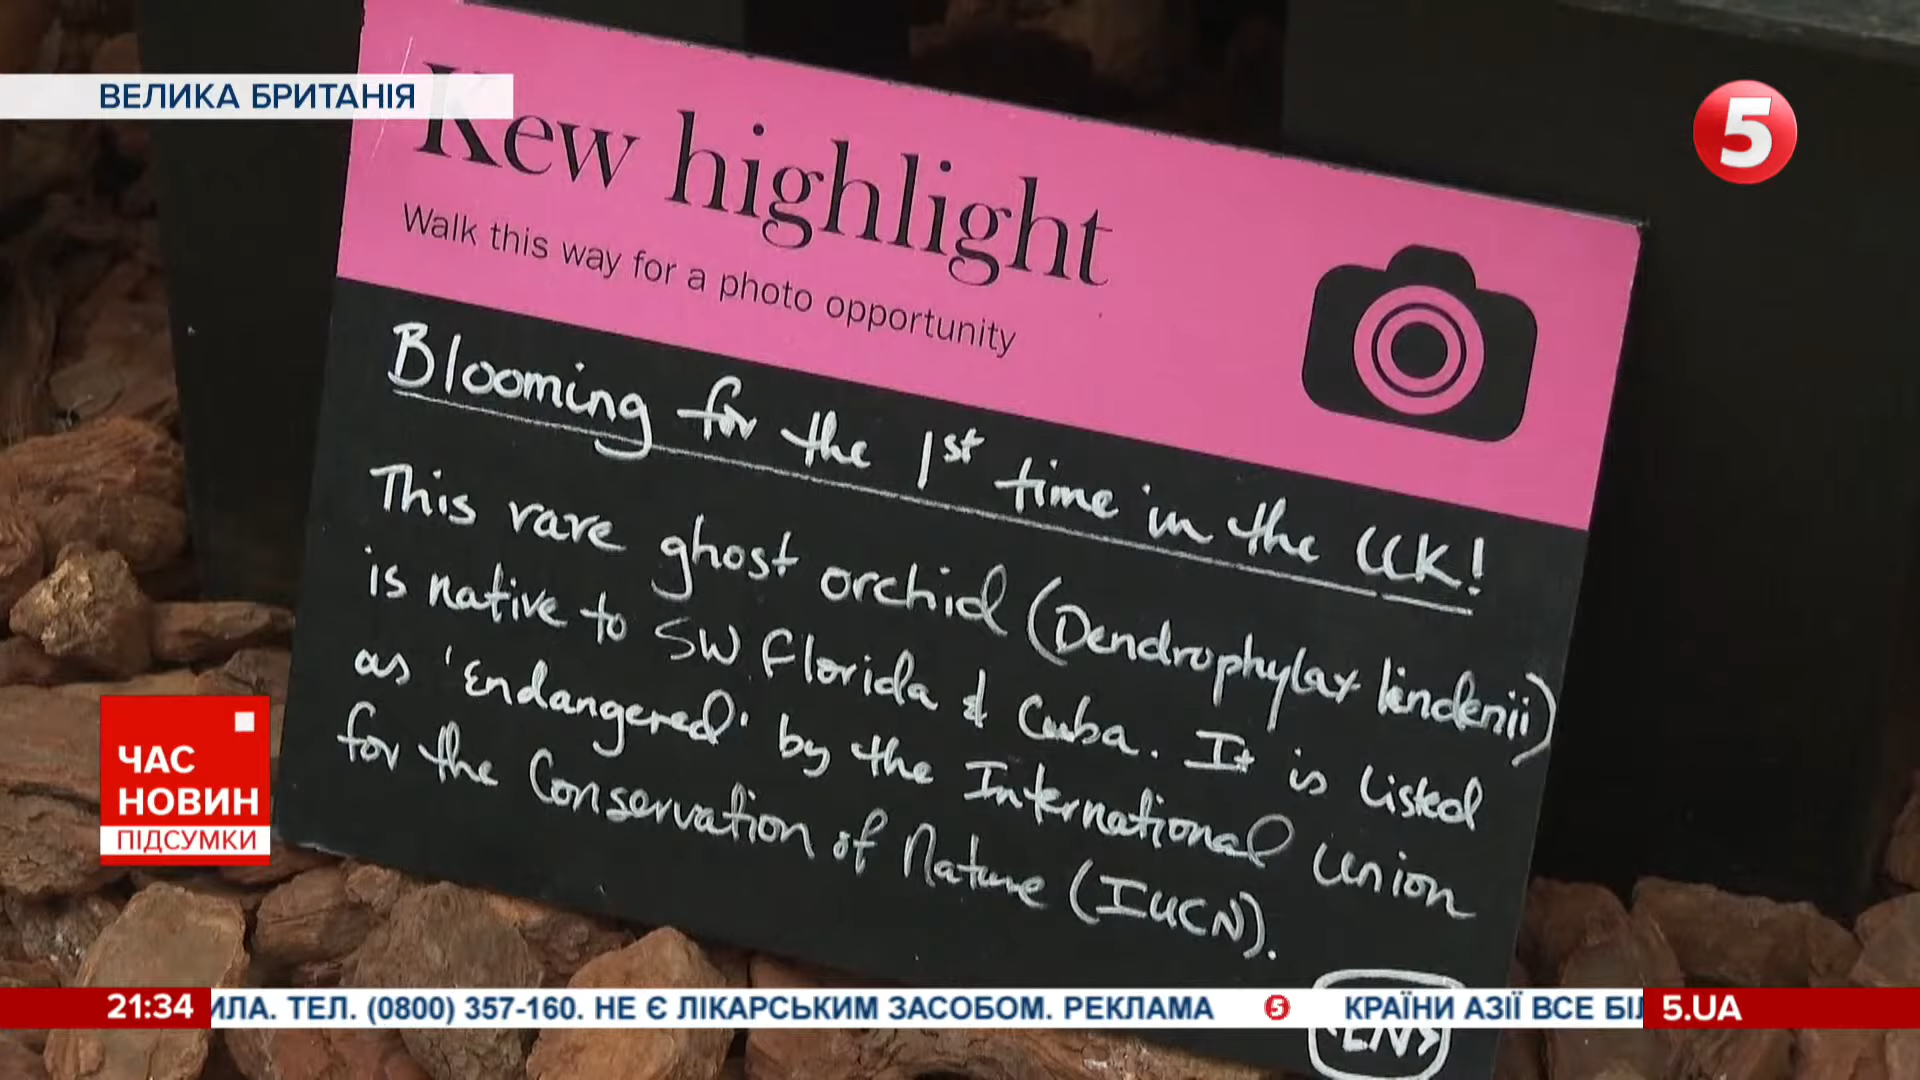 ВЕЛИКА БРИТАНІЯ
5
Kew highlight
Walk this way for a photo opportunity
Blooming for the 1st time in the UK!
This rare ghost orchid (Dendrophylax lindenii)
is native to SW Florida & Cuba. It is listed
as 'Endangered' by the International Union
for the Conservation of Nature (IUCN).
ЧАС
НОВИН
ПІДСУМКИ
21:34 ИЛА. ТЕЛ. (0800) 357-160. НЕ Є ЛІКАРСЬКИМ ЗАСОБОМ. РЕКЛАМА 5 КРАЇНИ АЗІЇ ВСЕ БІЛ 5.UA